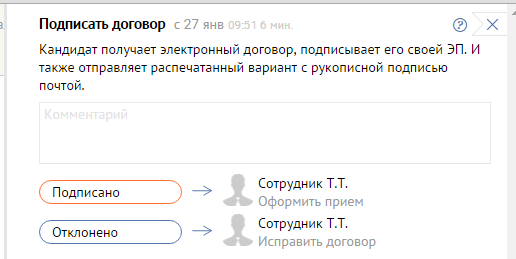 Подписать договор с 27 янв 09:51 6 мин.
Кандидат получает электронный договор, подписывает его своей ЭП. И
также отправляет распечатанный вариант с рукописной подписью
почтой.
Комментарий
Подписано
Сотрудник Т.Т.
Оформить прием
Отклонено
Сотрудник Т.Т.
Исправить договор